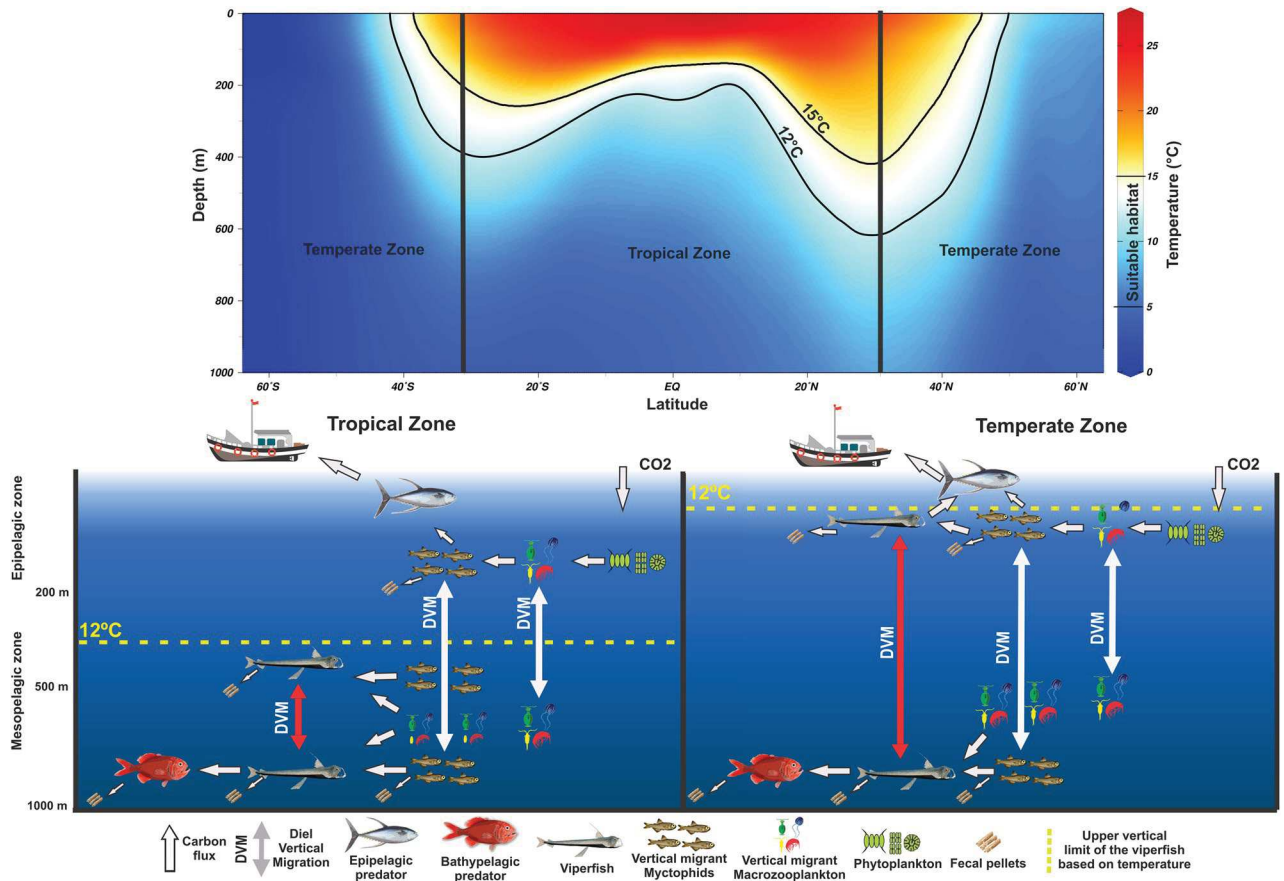 0
200
400
600
800
1000
Depth (m)
15°C
12°C
Temperate Zone
Tropical Zone
Temperate Zone
60°S
40°S
20°S
EQ
20°N
40°N
60°N
Latitude
25
20
15
10
5
0
Suitable habitat
Temperature (°C)
Tropical Zone
Temperate Zone
CO2
CO2
12ºC
12ºC
Epipelagic zone
200 m
Mesopelagic zone
500 m
1000 m
DVM
DVM
DVM
DVM
DVM
DVM
Carbon
flux
DVM
Diel
Vertical
Migration
Epipelagic
predator
Bathypelagic
predator
Viperfish
Vertical migrant
Myctophids
Vertical migrant
Macrozooplankton
Phytoplankton
Fecal pellets
Upper vertical
limit of the viperfish
based on temperature